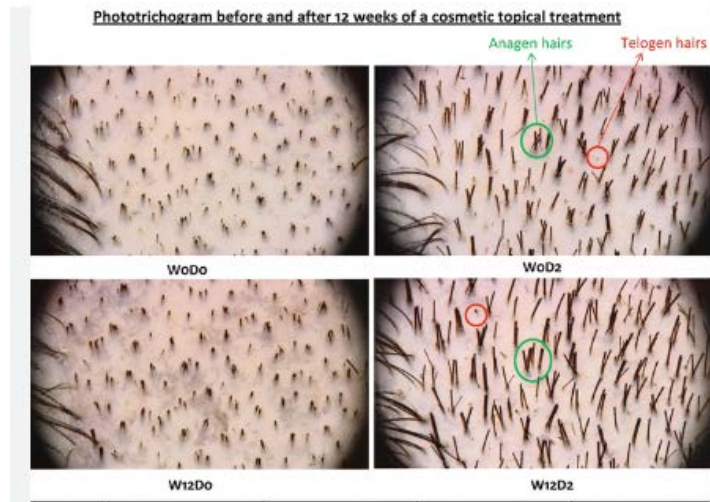 Phototrichogram before and after 12 weeks of a cosmetic topical treatment
Anagen hairs
Telogen hairs
W0D0
W0D2
W12D0
W12D2